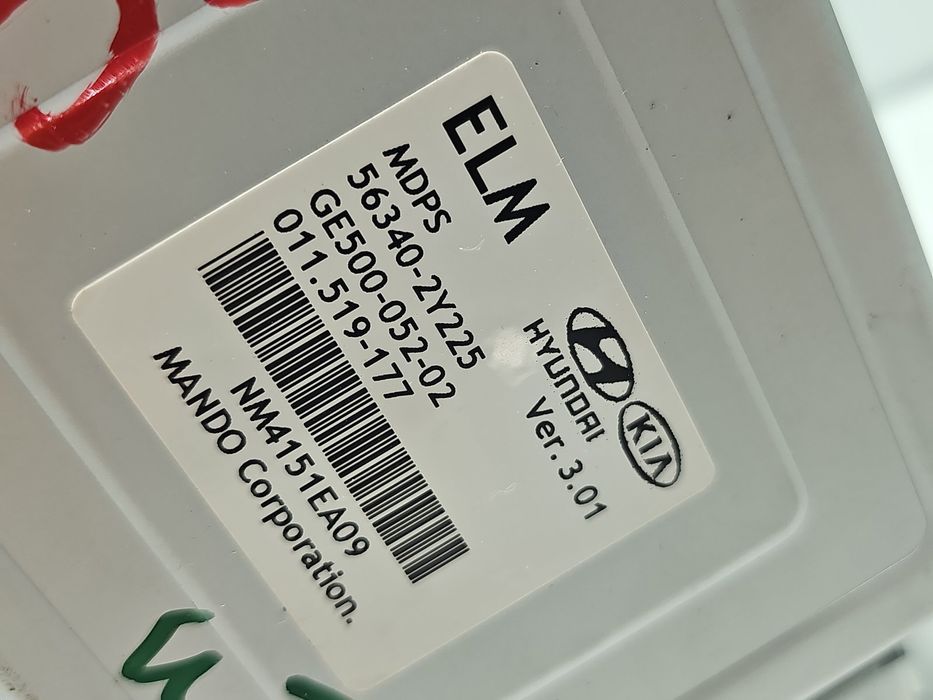 ELM
HYUNDAI
KIA
MDPS
Ver. 3.01
56340-2Y225
GE500-052-02
011.519-177
NM4151EA09
MANDO Corporation.